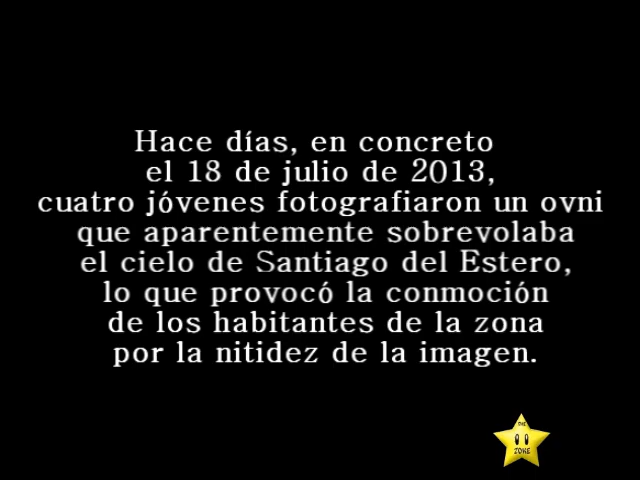 Hace días, en concreto
el 18 de julio de 2013,
cuatro jóvenes fotografiaron un ovni
que aparentemente sobrevolaba
el cielo de Santiago del Estero,
lo que provocó la conmoción
de los habitantes de la zona
por la nitidez de la imagen.
THE
ZONE